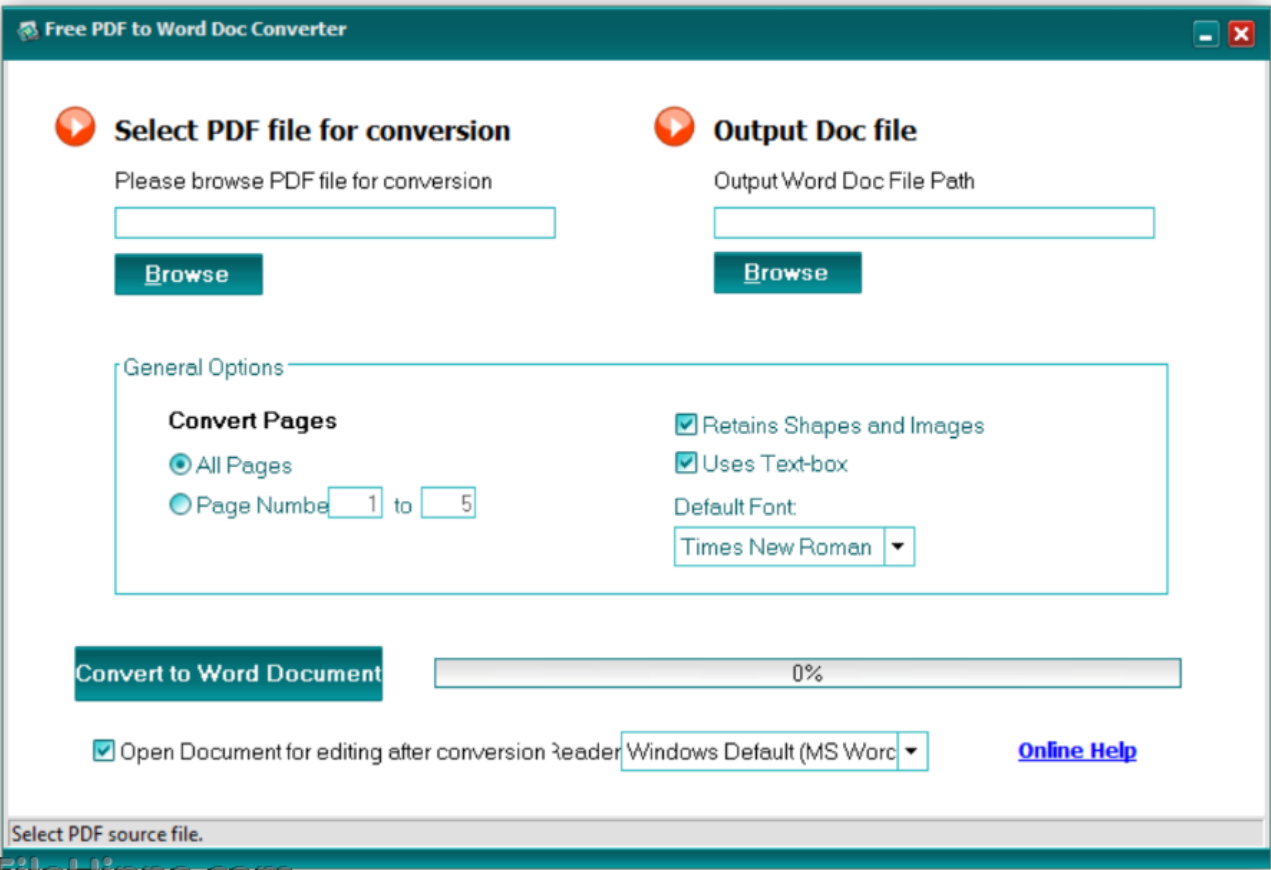 Free PDF to Word Doc Converter
Select PDF file for conversion
Please browse PDF file for conversion
Browse
Output Doc file
Output Word Doc File Path
Browse
General Options
Convert Pages
All Pages
Page Numbe 1 to 5
Retains Shapes and Images
Uses Text-box
Default Font:
Times New Roman
Convert to Word Document
0%
Open Document for editing after conversion Reader Windows Default (MS Worc
Online Help
Select PDF source file.
FileHippo.com